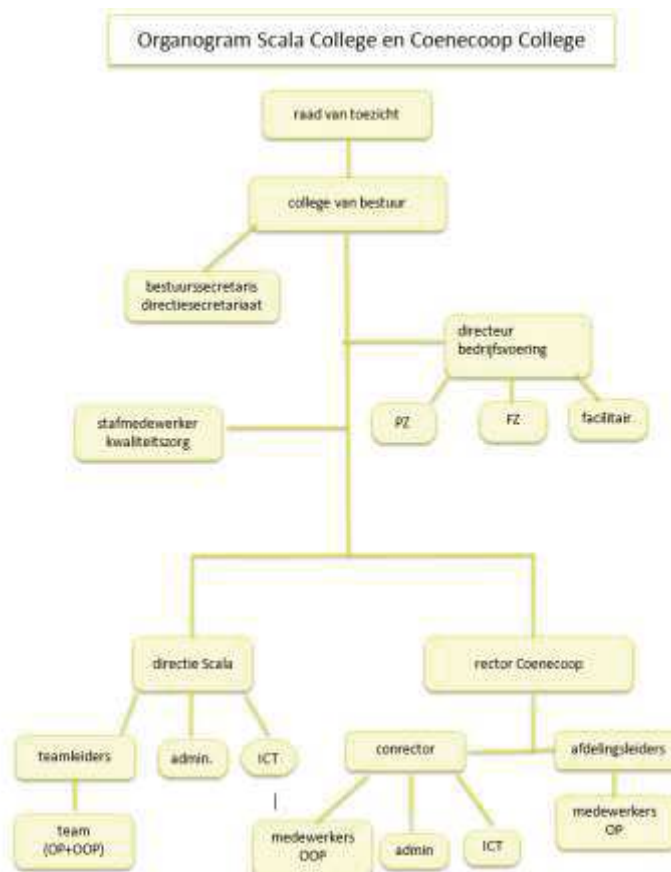 Organogram Scala College en Coenecoop College
raad van toezicht
college van bestuur
bestuurssecretaris
directiesecretariaat
directeur
bedrijfsvoering
stafmedewerker
kwaliteitszorg
PZ
FZ
facilitair
directie Scala
rector Coenecoop
teamleiders
admin.
ICT
conrector
afdelingsleiders
team
(OP+OOP)
medewerkers
OOP
admin
ICT
medewerkers
OP